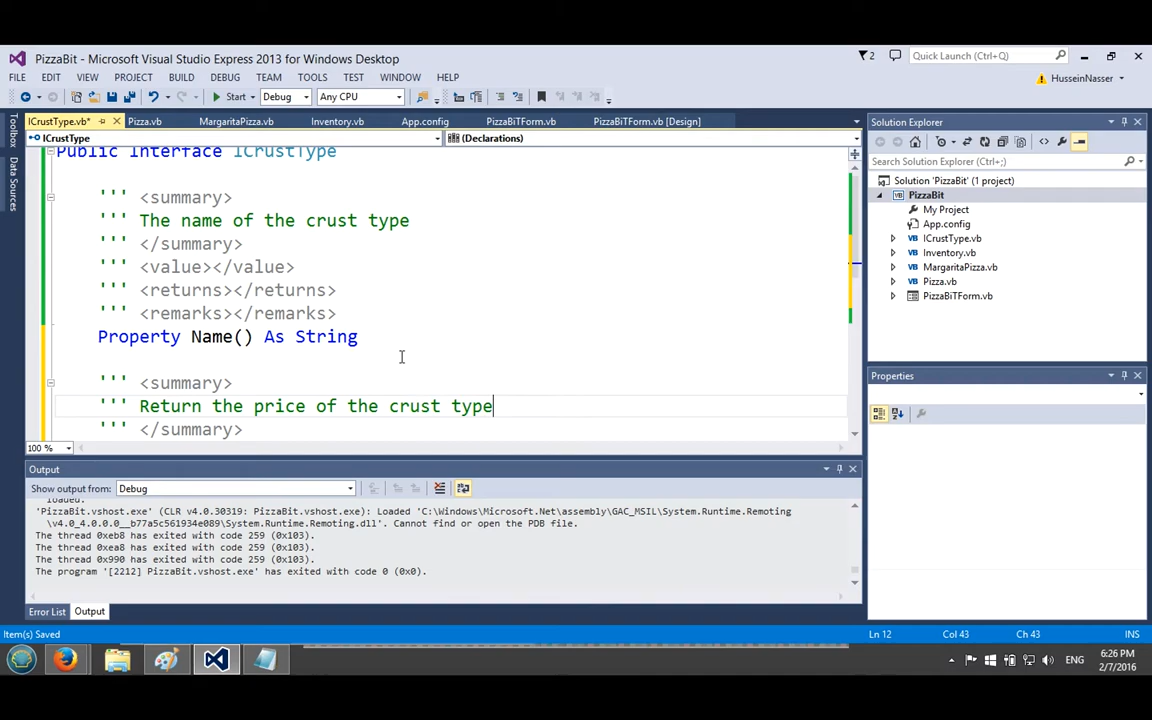 PizzaBit - Microsoft Visual Studio Express 2013 for Windows Desktop
2
Quick Launch (Ctrl+Q)
FILE EDIT VIEW PROJECT BUILD DEBUG TEAM TOOLS TEST WINDOW HELP
HusseinNasser
Start Debug Any CPU
ICrustType.vb* Pizza.vb MargaritaPizza.vb Inventory.vb App.config PizzaBiTForm.vb PizzaBiTForm.vb [Design]
Solution Explorer
Toolbox
Data Sources
ICrustType (Declarations)
Public Interface ICrustType
''' <summary>
''' The name of the crust type
''' </summary>
''' <value></value>
''' <returns></returns>
''' <remarks></remarks>
Property Name() As String
''' <summary>
''' Return the price of the crust type
''' </summary>
100 %
Search Solution Explorer (Ctrl+;)
Solution 'PizzaBit' (1 project)
PizzaBit
My Project
App.config
ICrustType.vb
Inventory.vb
MargaritaPizza.vb
Pizza.vb
PizzaBiTForm.vb
Properties
Output
Show output from: Debug
loaded.
'PizzaBit.vshost.exe' (CLR v4.0.30319: PizzaBit.vshost.exe): Loaded 'C:\Windows\Microsoft.Net\assembly\GAC_MSIL\System.Runtime.Remoting
\v4.0_4.0.0.0__b77a5c561934e089\System.Runtime.Remoting.dll'. Cannot find or open the PDB file.
The thread 0xeb8 has exited with code 259 (0x103).
The thread 0xea8 has exited with code 259 (0x103).
The thread 0x990 has exited with code 259 (0x103).
The program '[2212] PizzaBit.vshost.exe' has exited with code 0 (0x0).
Error List Output
Item(s) Saved Ln 12 Col 43 Ch 43 INS
ENG
6:26 PM
2/7/2016